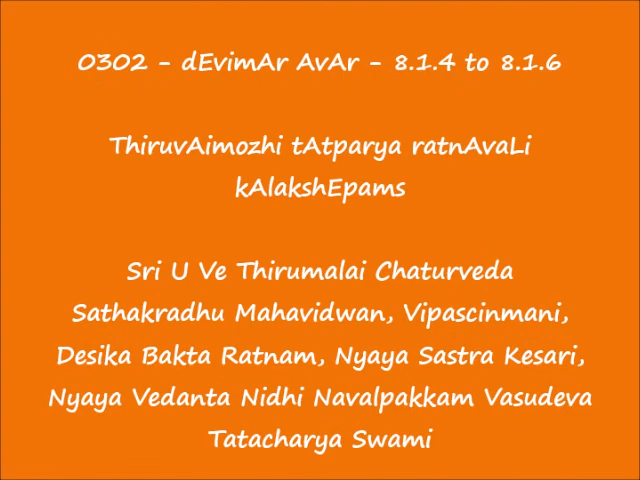 0302 - dEvimAr AvAr - 8.1.4 to 8.1.6
ThiruvAimozhi tAtparya ratnAvaLi
kAlakshEpams
Sri U Ve Thirumalai Chaturveda
Sathakradhu Mahavidwan, Vipascinmani,
Desika Bakta Ratnam, Nyaya Sastra Kesari,
Nyaya Vedanta Nidhi Navalpakkam Vasudeva
Tatacharya Swami